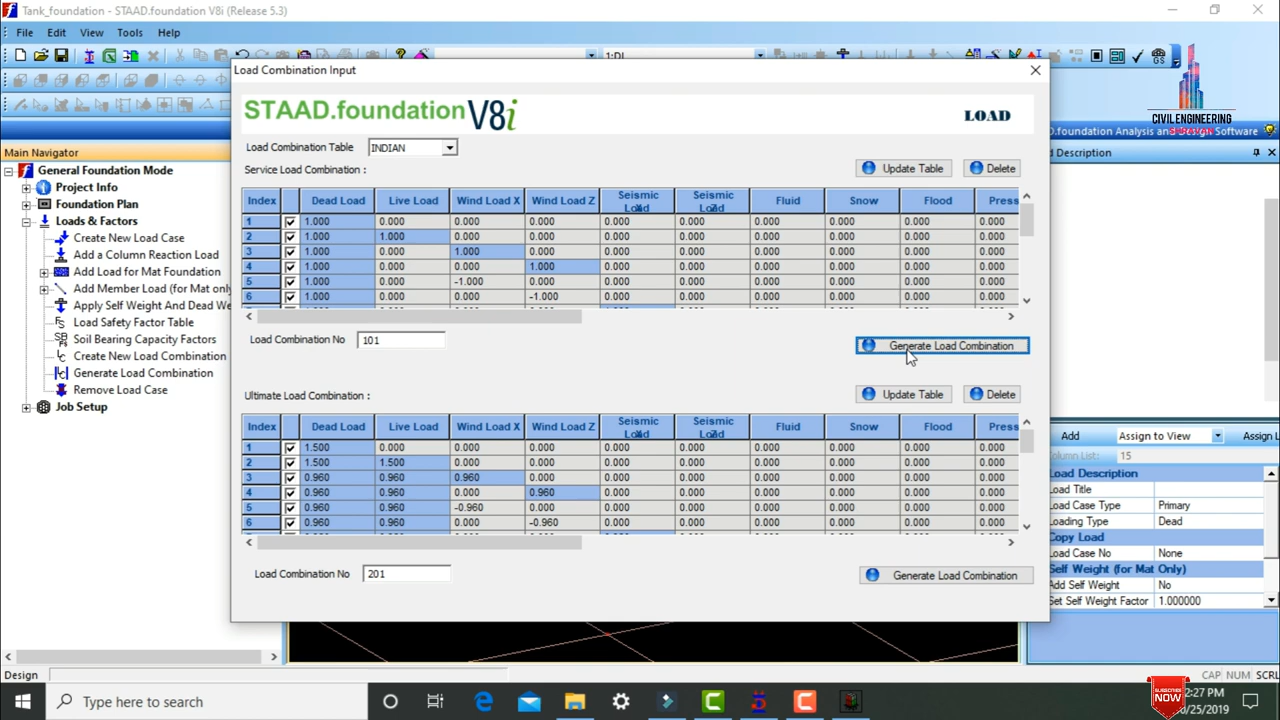 Tank_foundation - STAAD.foundation V8i (Release 5.3)
File Edit View Tools Help
1:DL
Load Combination Input
STAAD.foundation V8i
LOAD
CIVILENGINEERING
.foundation Analysis and Design Software
Load Combination Table INDIAN
Service Load Combination :
Update Table Delete
Index Dead Load Live Load Wind Load X Wind Load Z Seismic Load Seismic Load Fluid Snow Flood Press
1 1.000 0.000 0.000 0.000 0.000 0.000 0.000 0.000 0.000 0.000
2 1.000 1.000 0.000 0.000 0.000 0.000 0.000 0.000 0.000 0.000
3 1.000 0.000 1.000 0.000 0.000 0.000 0.000 0.000 0.000 0.000
4 1.000 0.000 0.000 1.000 0.000 0.000 0.000 0.000 0.000 0.000
5 1.000 0.000 -1.000 0.000 0.000 0.000 0.000 0.000 0.000 0.000
6 1.000 0.000 0.000 -1.000 0.000 0.000 0.000 0.000 0.000 0.000
Load Combination No 101
Generate Load Combination
Ultimate Load Combination :
Update Table Delete
Index Dead Load Live Load Wind Load X Wind Load Z Seismic Load Seismic Load Fluid Snow Flood Press
1 1.500 0.000 0.000 0.000 0.000 0.000 0.000 0.000 0.000 0.000
2 1.500 1.500 0.000 0.000 0.000 0.000 0.000 0.000 0.000 0.000
3 0.960 0.960 0.960 0.000 0.000 0.000 0.000 0.000 0.000 0.000
4 0.960 0.960 0.000 0.960 0.000 0.000 0.000 0.000 0.000 0.000
5 0.960 0.960 -0.960 0.000 0.000 0.000 0.000 0.000 0.000 0.000
6 0.960 0.960 0.000 -0.960 0.000 0.000 0.000 0.000 0.000 0.000
Load Combination No 201
Generate Load Combination
Main Navigator
General Foundation Mode
Project Info
Foundation Plan
Loads & Factors
Create New Load Case
Add a Column Reaction Load
Add Load for Mat Foundation
Add Member Load (for Mat only
Apply Self Weight And Dead We
Load Safety Factor Table
Soil Bearing Capacity Factors
Create New Load Combination
Generate Load Combination
Remove Load Case
Job Setup
d Description
Add Assign to View Assign L
olumn List: 15
Load Description
Load Title
Load Case Type Primary
Loading Type Dead
Copy Load
Load Case No None
Self Weight (for Mat Only)
Add Self Weight No
Set Self Weight Factor 1.000000
Design
CAP NUM SCRL
Type here to search
SUBSCRIBE
NOW
2:27 PM
0/25/2019